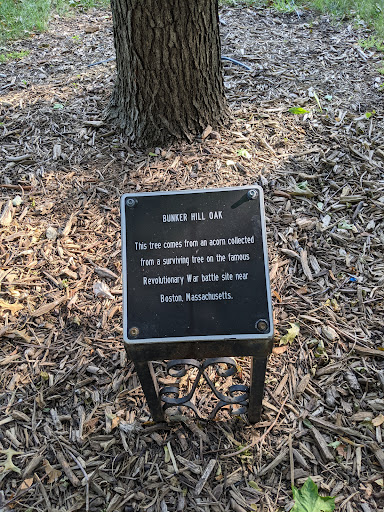 BUNKER HILL OAK
This tree comes from an acorn collected
from a surviving tree on the famous
Revolutionary War battle site near
Boston, Massachusetts.